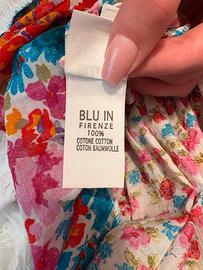 BLU IN
FIRENZE
100%
COTONE COTTON
COTON BAUMWOLLE